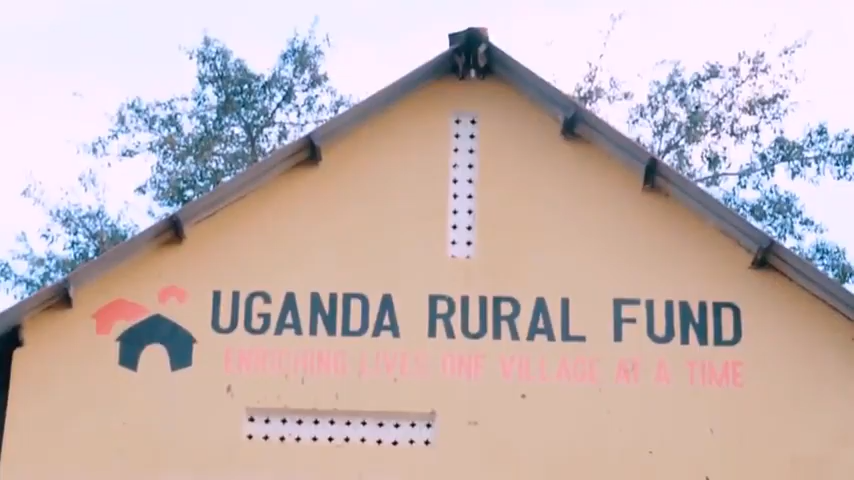 UGANDA RURAL FUND
ENRICHING LIVES ONE VILLAGE AT A TIME